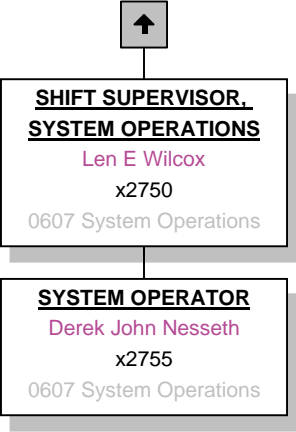 SHIFT SUPERVISOR,
SYSTEM OPERATIONS
Len E Wilcox
x2750
0607 System Operations
SYSTEM OPERATOR
Derek John Nesseth
x2755
0607 System Operations